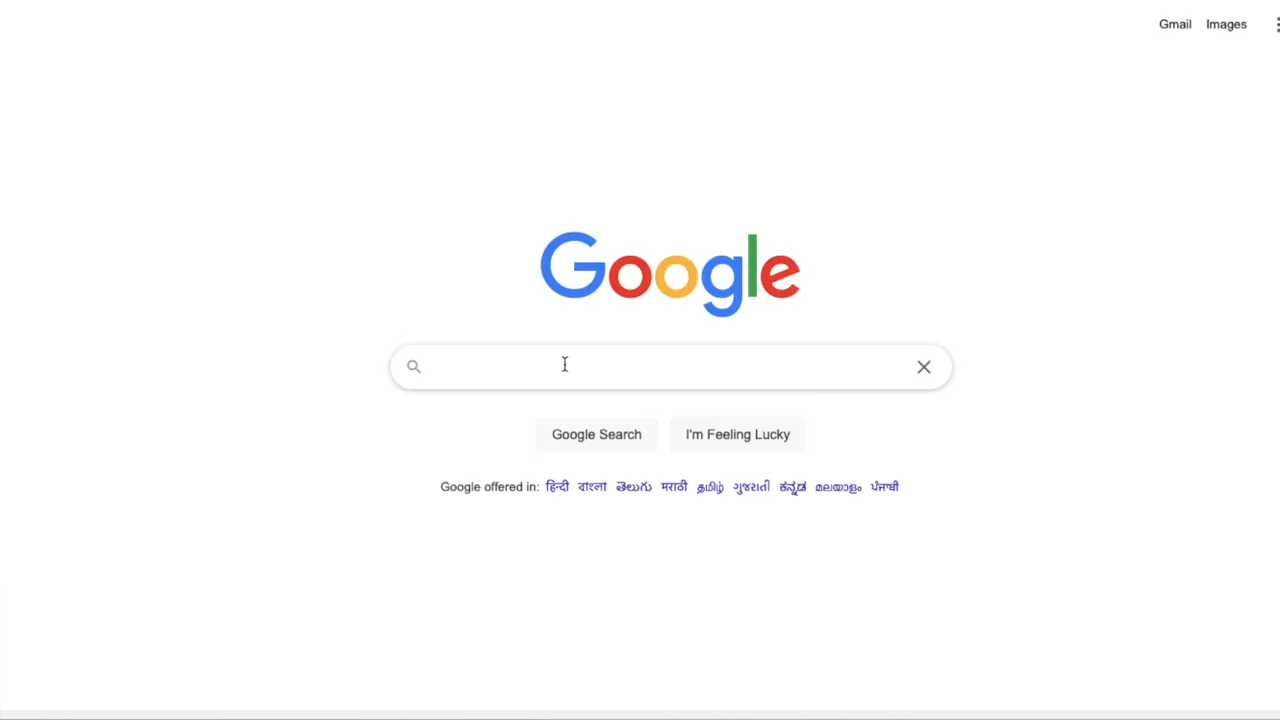 Gmail Images
Google
Google Search I'm Feeling Lucky
Google offered in: हिन्दी বাংলা తెలుగు मराठी தமிழ் ગુજરાતી ಕನ್ನಡ മലയാളം ਪੰਜਾਬੀ